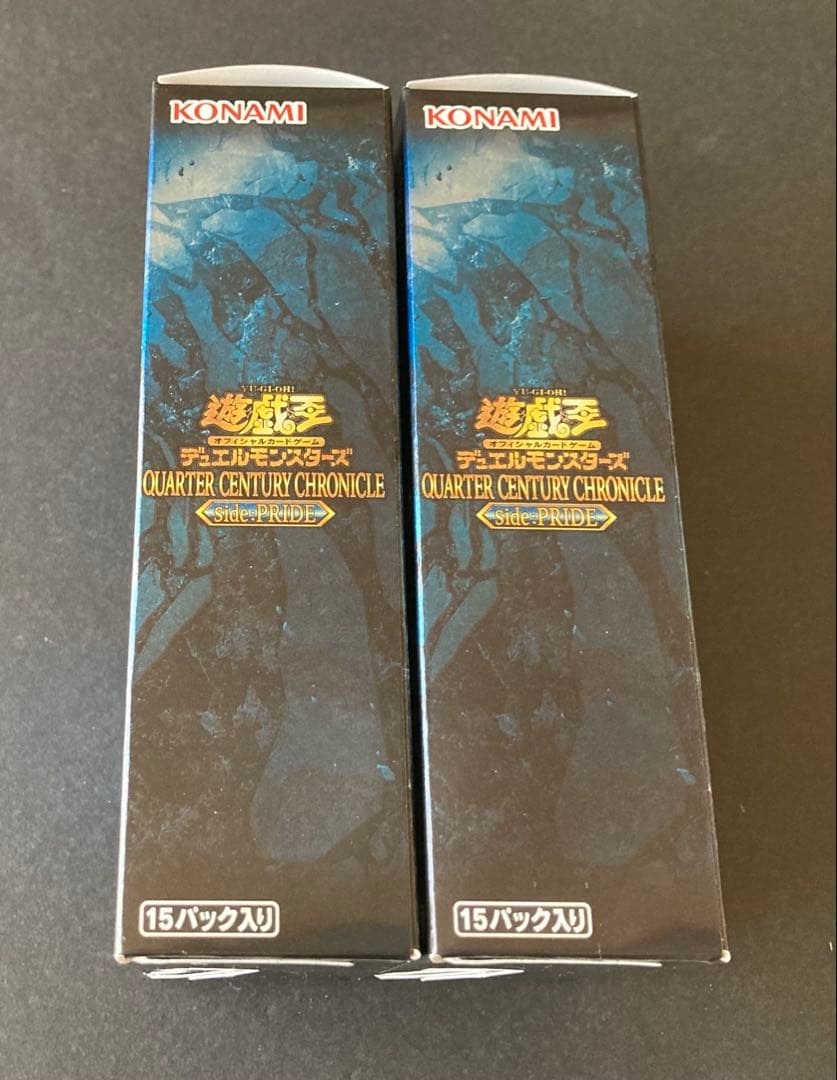 KONAMI
YU-GI-OH!
遊戯王
オフィシャルカードゲーム
デュエルモンスターズ
QUARTER CENTURY CHRONICLE
side:PRIDE
15パック入り
KONAMI
YU-GI-OH!
遊戯王
オフィシャルカードゲーム
デュエルモンスターズ
QUARTER CENTURY CHRONICLE
side:PRIDE
15パック入り